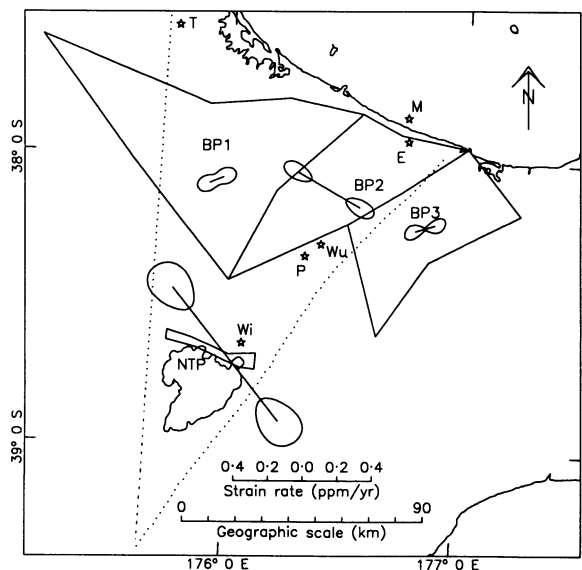 T
M
N
38° 0 S
E
BP1
BP2
BP3
Wu
P
Wi
NTP
39° 0 S
0·4 0·2 0 0·2 0·4
Strain rate (ppm/yr)
0 90
Geographic scale (km)
176° 0 E 177° 0 E